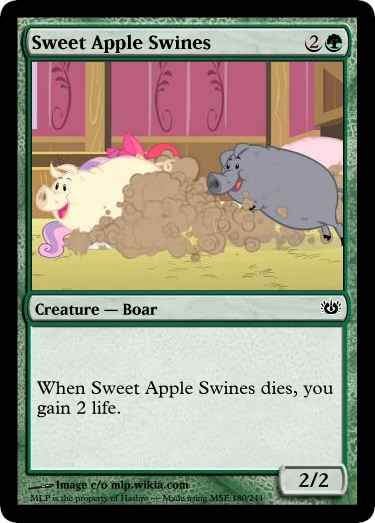 Sweet Apple Swines 2
Creature — Boar
When Sweet Apple Swines dies, you
gain 2 life.
2/2
Image c/o mlp.wikia.com
MLP is the property of Hasbro — Made using MSE 180/244